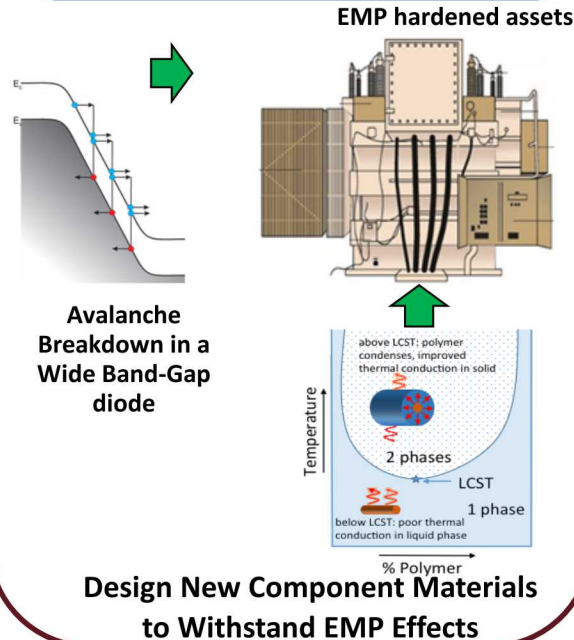 EMP hardened assets
Ec
Avalanche
Breakdown in a
Wide Band-Gap
diode
above LCST: polymer
condenses, improved
thermal conduction in solid
Temperature
2 phases
LCST
1 phase
below LCST: poor thermal
conduction in liquid phase
% Polymer
Design New Component Materials
to Withstand EMP Effects